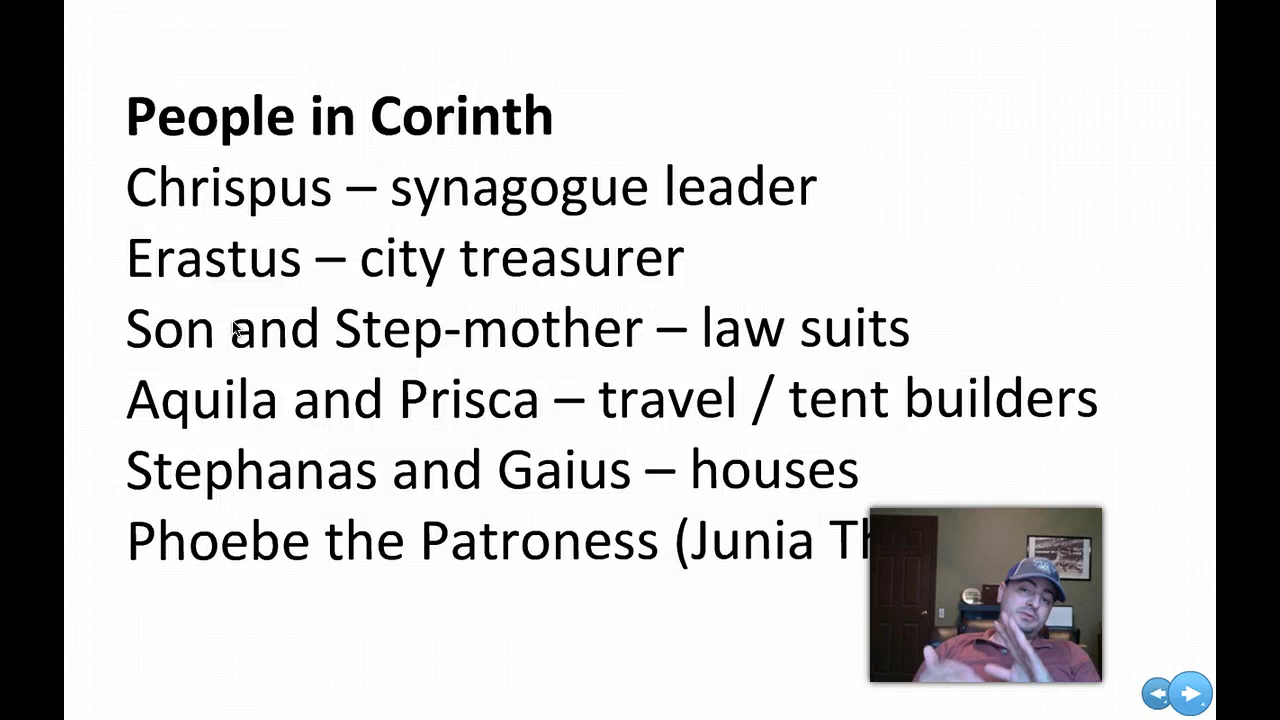 People in Corinth
Chrispus – synagogue leader
Erastus – city treasurer
Son and Step-mother – law suits
Aquila and Prisca – travel / tent builders
Stephanas and Gaius – houses
Phoebe the Patroness (Junia